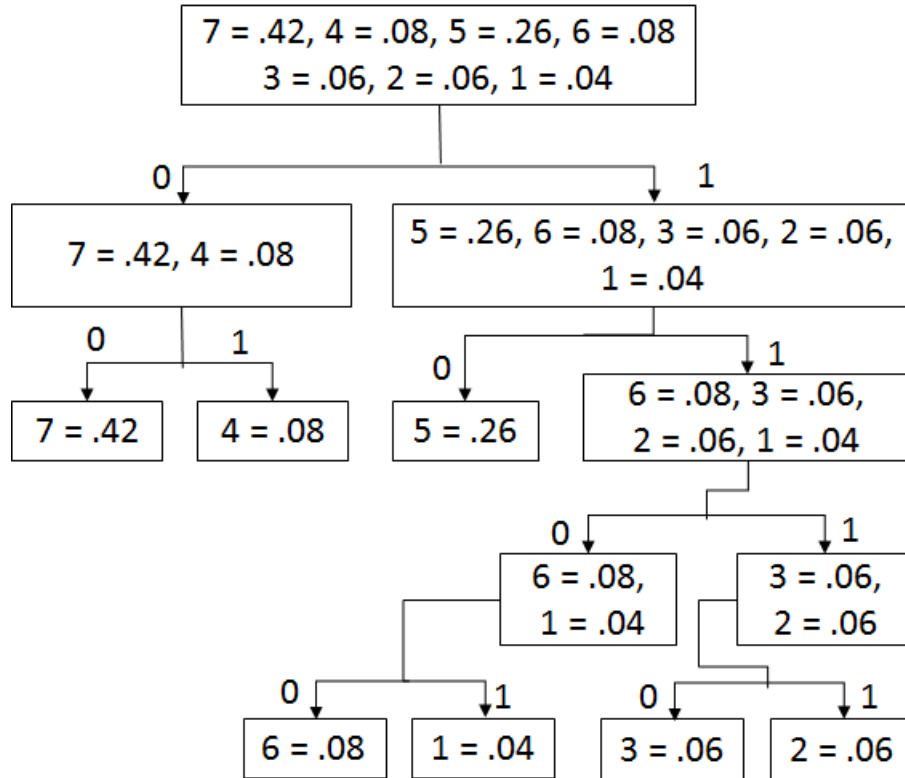 7 = .42, 4 = .08, 5 = .26, 6 = .08
3 = .06, 2 = .06, 1 = .04
0
1
7 = .42, 4 = .08
5 = .26, 6 = .08, 3 = .06, 2 = .06,
1 = .04
0
1
0
1
7 = .42
4 = .08
5 = .26
6 = .08, 3 = .06,
2 = .06, 1 = .04
0
1
6 = .08,
1 = .04
3 = .06,
2 = .06
0
1
0
1
6 = .08
1 = .04
3 = .06
2 = .06